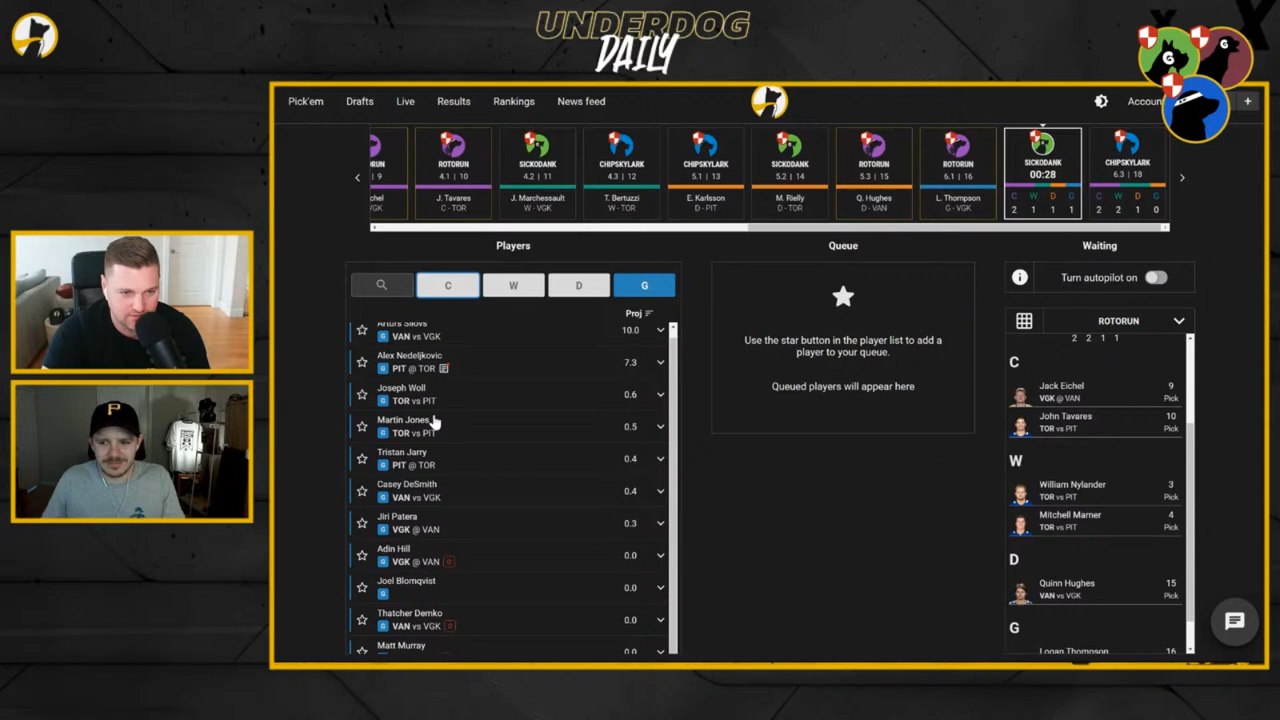 UNDERDOG
DAILY
G
G
Pick'em Drafts Live Results Rankings News feed
+
9
chel
VGK
ROTORUN
4.1 | 10
J. Tavares
C - TOR
SICKODANK
4.2 | 11
J. Marchessault
W - VGK
CHIPSKYLARK
4.3 | 12
T. Bertuzzi
W - TOR
CHIPSKYLARK
5.1 | 13
E. Karlsson
D - PIT
SICKODANK
5.2 | 14
M. Rielly
D - TOR
ROTORUN
5.3 | 15
Q. Hughes
D - VAN
ROTORUN
6.1 | 16
L. Thompson
G - VGK
SICKODANK
00:28
C W D G
2 1 1 1
CHIPSKYLARK
6.3 | 18
C W D G
2 2 1 0
Players
C W D G
Proj
Arturs Silovs
G VAN vs VGK
10.0
Alex Nedeljkovic
G PIT @ TOR
7.3
Joseph Woll
G TOR vs PIT
0.6
Martin Jones
G TOR vs PIT
0.5
Tristan Jarry
G PIT @ TOR
0.4
Casey DeSmith
G VAN vs VGK
0.4
Jiri Patera
G VGK @ VAN
0.3
Adin Hill
G VGK @ VAN O
0.0
Joel Blomqvist
G
0.0
Thatcher Demko
G VAN vs VGK O
0.0
Matt Murray
0.0
Queue
Use the star button in the player list to add a
player to your queue.
Queued players will appear here
Waiting
Turn autopilot on
ROTORUN
2 2 1 1
C
Jack Eichel
VGK @ VAN
9
Pick
John Tavares
TOR vs PIT
10
Pick
W
William Nylander
TOR vs PIT
3
Pick
Mitchell Marner
TOR vs PIT
4
Pick
D
Quinn Hughes
VAN vs VGK
15
Pick
G
Logan Thompson
16